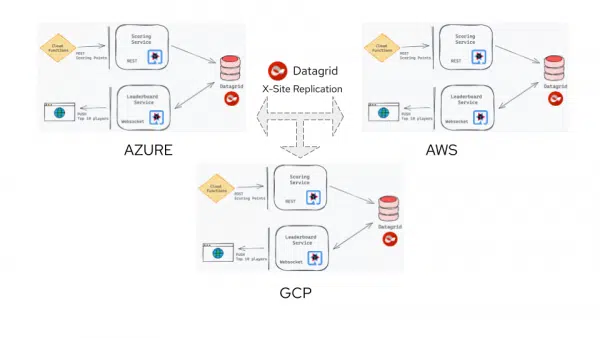 Scoring
Service
Cloud
Functions
POST
Scoring Points
REST
Datagrid
Leaderboard
Service
PUSH
Top 10 players
Websocket
AZURE
Datagrid
X-Site Replication
Scoring
Service
Cloud
Functions
POST
Scoring Points
REST
Datagrid
Leaderboard
Service
PUSH
Top 10 players
Websocket
AWS
Scoring
Service
Cloud
Functions
POST
Scoring Points
REST
Datagrid
Leaderboard
Service
PUSH
Top 10 players
Websocket
GCP